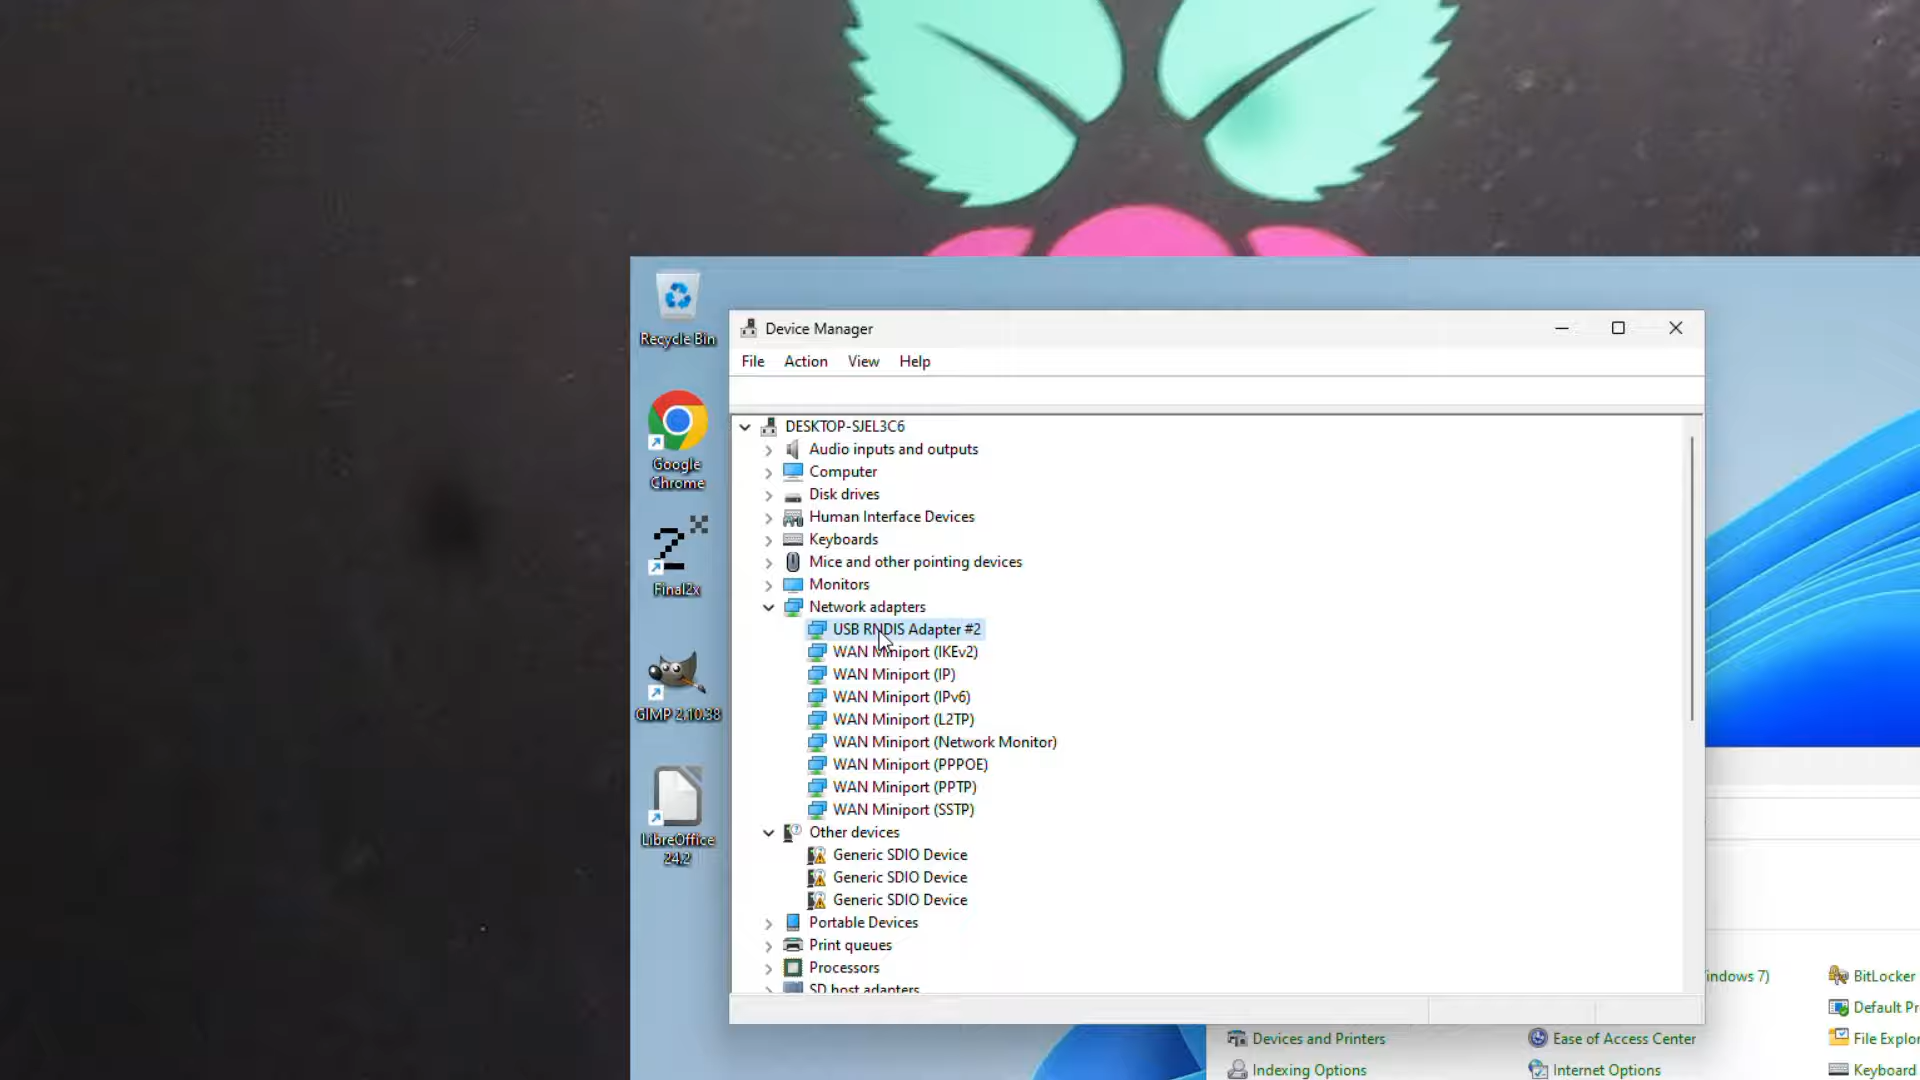 Recycle Bin
Google
Chrome
Final2x
GIMP 2.10.38
LibreOffice
24.2
Device Manager
File Action View Help
DESKTOP-SJEL3C6
Audio inputs and outputs
Computer
Disk drives
Human Interface Devices
Keyboards
Mice and other pointing devices
Monitors
Network adapters
USB RNDIS Adapter #2
WAN Miniport (IKEv2)
WAN Miniport (IP)
WAN Miniport (IPv6)
WAN Miniport (L2TP)
WAN Miniport (Network Monitor)
WAN Miniport (PPPOE)
WAN Miniport (PPTP)
WAN Miniport (SSTP)
Other devices
Generic SDIO Device
Generic SDIO Device
Generic SDIO Device
Portable Devices
Print queues
Processors
SD host adapters
indows 7) BitLocker
Default Pr
File Explor
Devices and Printers Ease of Access Center
Indexing Options Internet Options Keyboard